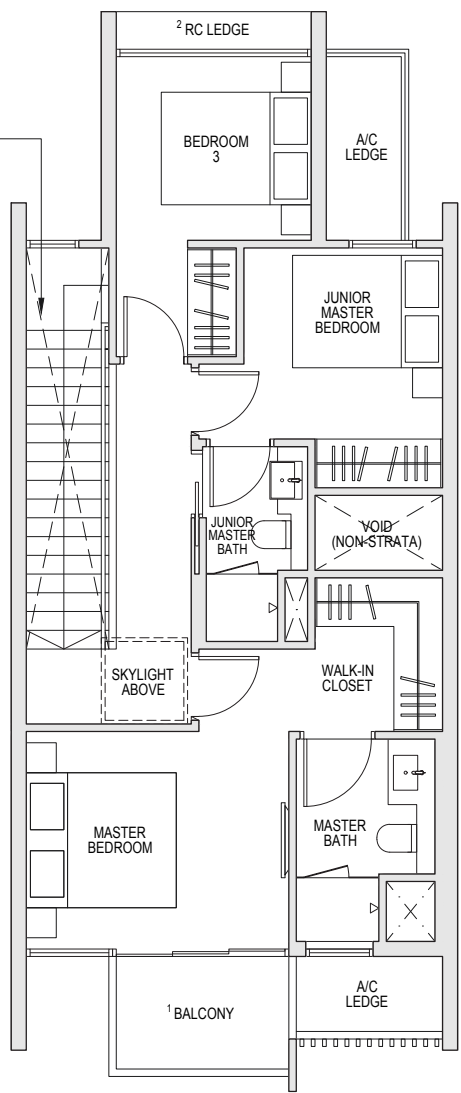 2 RC LEDGE
BEDROOM
3
A/C
LEDGE
JUNIOR
MASTER
BEDROOM
JUNIOR
MASTER
BATH
VOID
(NON-STRATA)
SKYLIGHT
ABOVE
WALK-IN
CLOSET
MASTER
BEDROOM
MASTER
BATH
1 BALCONY
A/C
LEDGE